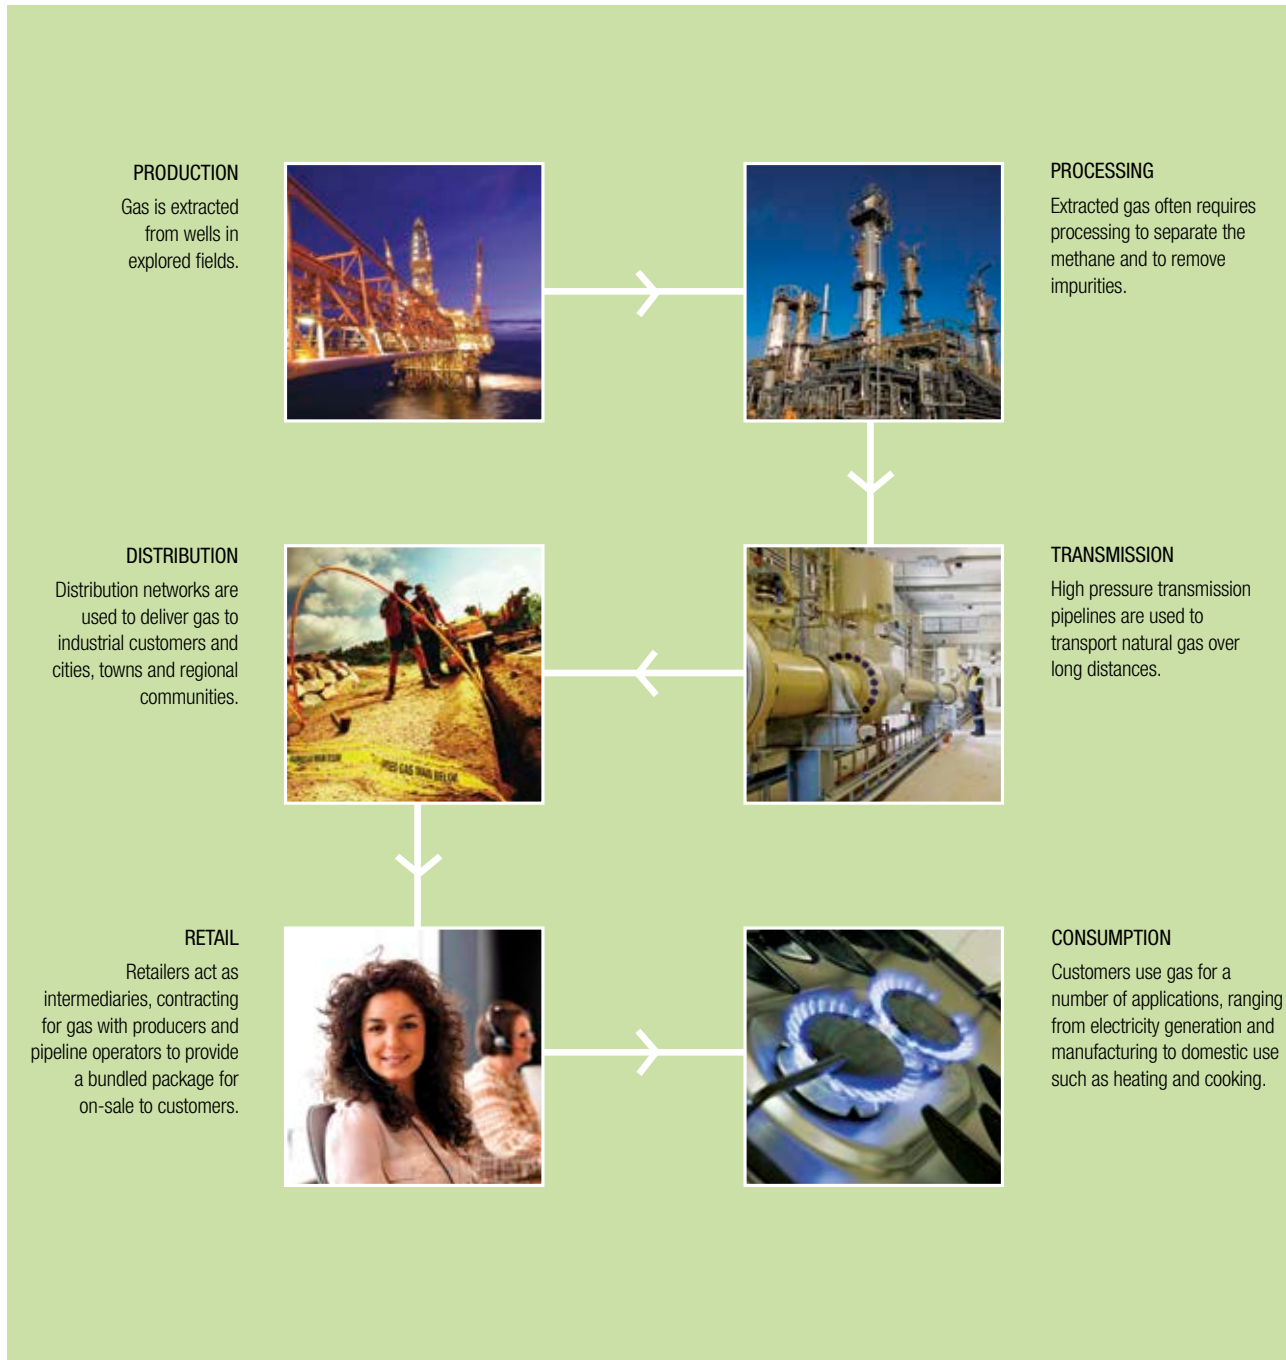 PRODUCTION
Gas is extracted
from wells in
explored fields.
PROCESSING
Extracted gas often requires
processing to separate the
methane and to remove
impurities.
TRANSMISSION
High pressure transmission
pipelines are used to
transport natural gas over
long distances.
DISTRIBUTION
Distribution networks are
used to deliver gas to
industrial customers and
cities, towns and regional
communities.
GAS MAIN BELOW
RETAIL
Retailers act as
intermediaries, contracting
for gas with producers and
pipeline operators to provide
a bundled package for
on-sale to customers.
CONSUMPTION
Customers use gas for a
number of applications, ranging
from electricity generation and
manufacturing to domestic use
such as heating and cooking.